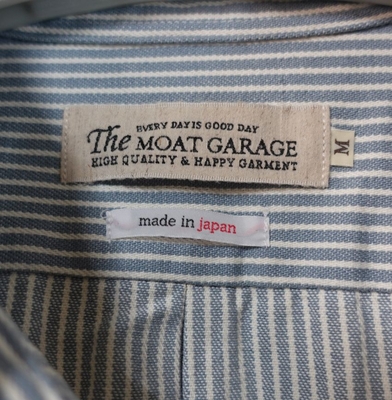 EVERY DAY IS GOOD DAY
The MOAT GARAGE
HIGH QUALITY & HAPPY GARMENT
M
made in japan